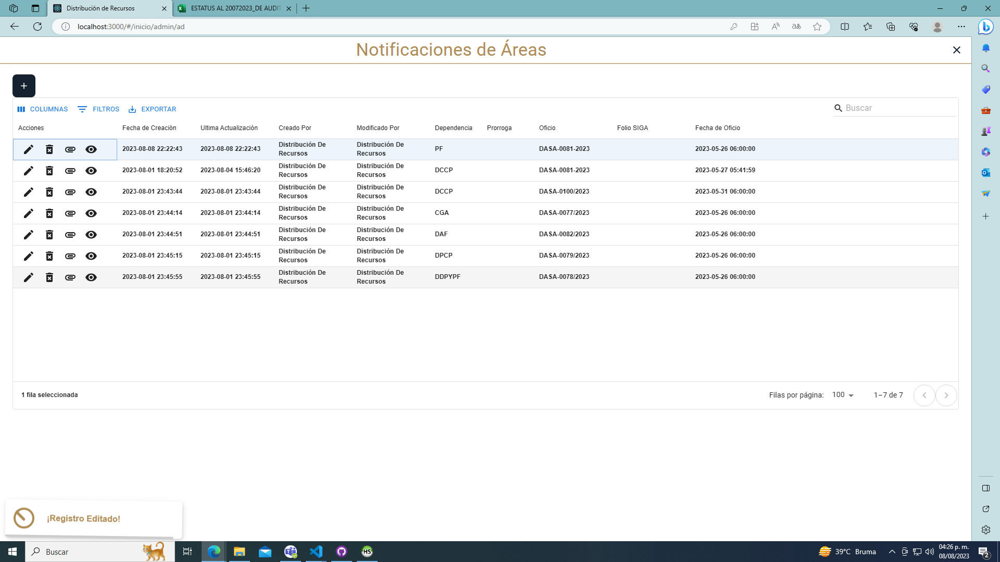 Distribución de Recursos
ESTATUS AL 20072023_DE AUDIT
localhost:3000/#/inicio/admin/ad
Notificaciones de Áreas
COLUMNAS FILTROS EXPORTAR
Buscar
Acciones Fecha de Creación Ultima Actualización Creado Por Modificado Por Dependencia Prorroga Oficio Folio SIGA Fecha de Oficio
2023-08-08 22:22:43 2023-08-08 22:22:43 Distribución De Recursos Distribución De Recursos PF DASA-0081-2023 2023-05-26 06:00:00
2023-08-01 18:20:52 2023-08-04 15:46:20 Distribución De Recursos Distribución De Recursos DCCP DASA-0081-2023 2023-05-27 05:41:59
2023-08-01 23:43:44 2023-08-01 23:43:44 Distribución De Recursos Distribución De Recursos DCCP DASA-0100/2023 2023-05-31 06:00:00
2023-08-01 23:44:14 2023-08-01 23:44:14 Distribución De Recursos Distribución De Recursos CGA DASA-0077/2023 2023-05-26 06:00:00
2023-08-01 23:44:51 2023-08-01 23:44:51 Distribución De Recursos Distribución De Recursos DAF DASA-0082/2023 2023-05-26 06:00:00
2023-08-01 23:45:15 2023-08-01 23:45:15 Distribución De Recursos Distribución De Recursos DPCP DASA-0079/2023 2023-05-26 06:00:00
2023-08-01 23:45:55 2023-08-01 23:45:55 Distribución De Recursos Distribución De Recursos DDPYPF DASA-0078/2023 2023-05-26 06:00:00
1 fila seleccionada
Filas por página: 100 1–7 de 7
¡Registro Editado!
Buscar
HS
39°C Bruma
04:26 p. m.
08/08/2023
2